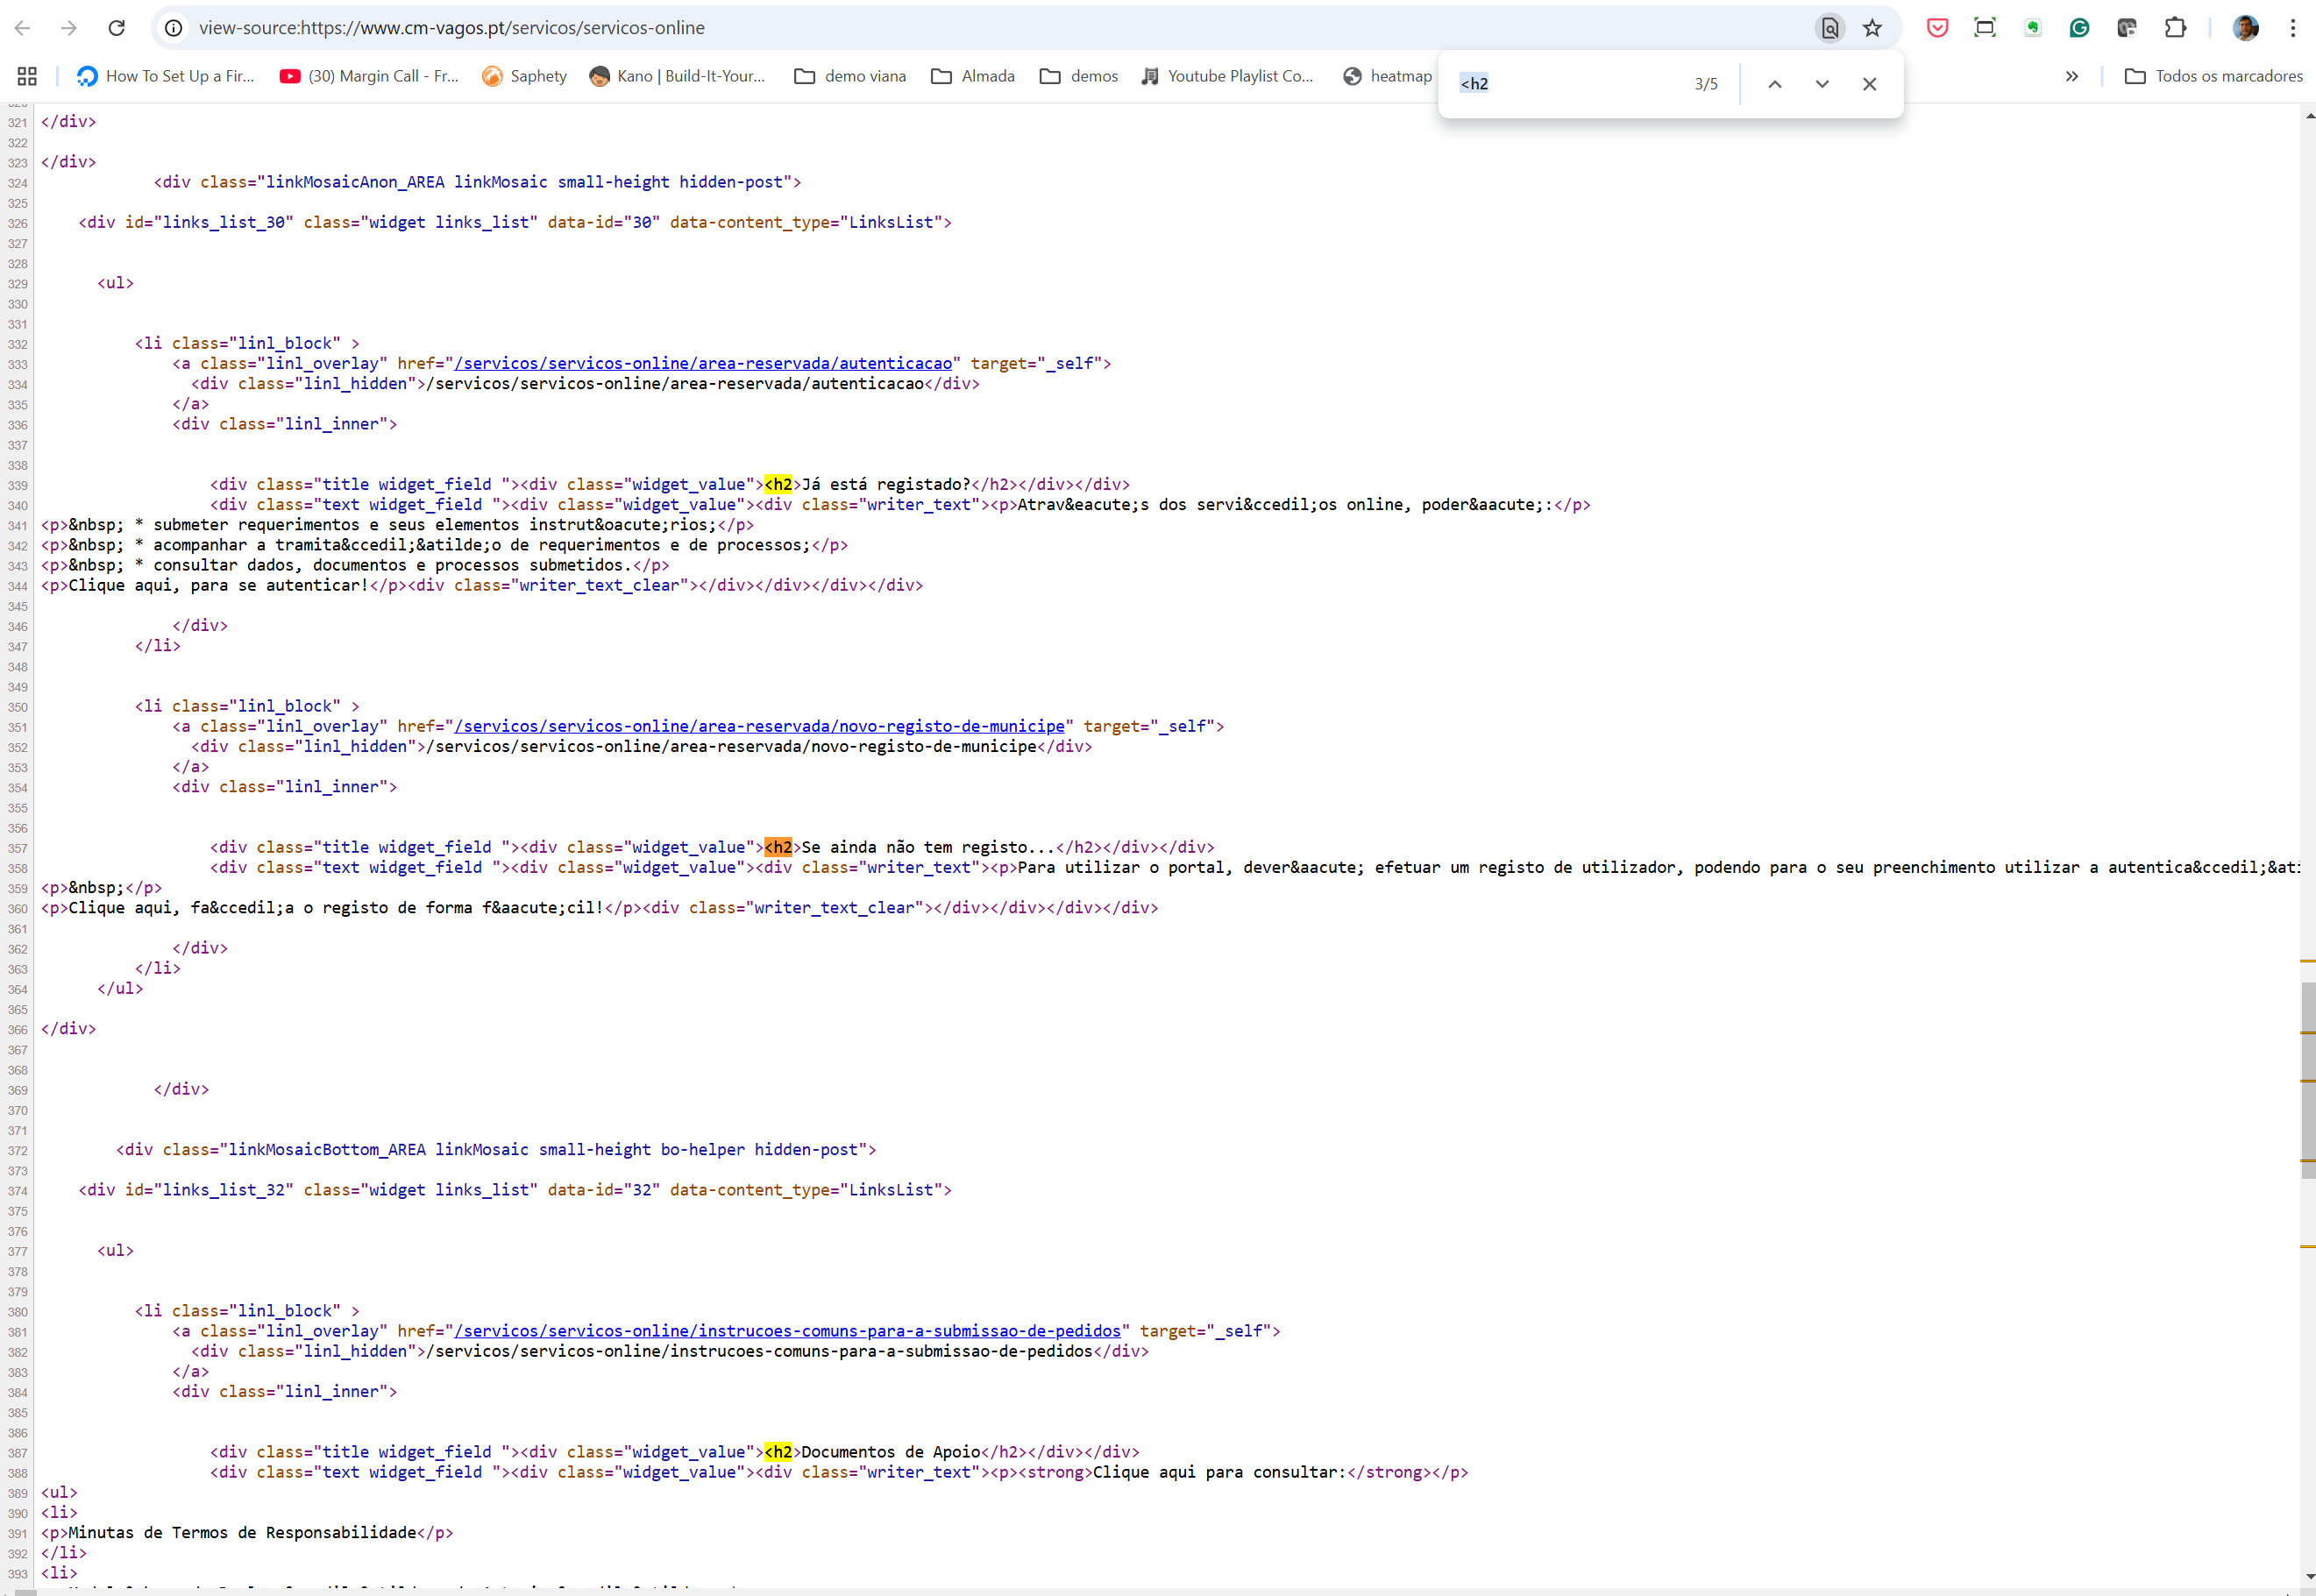 view-source:https://www.cm-vagos.pt/servicos/servicos-online
How To Set Up a Fir... (30) Margin Call - Fr... Saphety Kano | Build-It-Your... demo viana Almada demos Youtube Playlist Co... heatmap » Todos os marcadores
<h2 3/5
321 </div>
322
323 </div>
324 <div class="linkMosaicAnon_AREA linkMosaic small-height hidden-post">
325
326 <div id="links_list_30" class="widget links_list" data-id="30" data-content_type="LinksList">
327
328
329 <ul>
330
331
332 <li class="linl_block" >
333 <a class="linl_overlay" href="/servicos/servicos-online/area-reservada/autenticacao" target="_self">
334 <div class="linl_hidden">/servicos/servicos-online/area-reservada/autenticacao</div>
335 </a>
336 <div class="linl_inner">
337
338
339 <div class="title widget_field "><div class="widget_value"><h2>Já está registado?</h2></div></div>
340 <div class="text widget_field "><div class="widget_value"><div class="writer_text"><p>Atrav&eacute;s dos servi&ccedil;os online, poder&aacute;:</p>
341 <p>&nbsp; * submeter requerimentos e seus elementos instrut&oacute;rios;</p>
342 <p>&nbsp; * acompanhar a tramita&ccedil;&atilde;o de requerimentos e de processos;</p>
343 <p>&nbsp; * consultar dados, documentos e processos submetidos.</p>
344 <p>Clique aqui, para se autenticar!</p><div class="writer_text_clear"></div></div></div></div>
345
346 </div>
347 </li>
348
349
350 <li class="linl_block" >
351 <a class="linl_overlay" href="/servicos/servicos-online/area-reservada/novo-registo-de-municipe" target="_self">
352 <div class="linl_hidden">/servicos/servicos-online/area-reservada/novo-registo-de-municipe</div>
353 </a>
354 <div class="linl_inner">
355
356
357 <div class="title widget_field "><div class="widget_value"><h2>Se ainda não tem registo...</h2></div></div>
358 <div class="text widget_field "><div class="widget_value"><div class="writer_text"><p>Para utilizar o portal, dever&aacute; efetuar um registo de utilizador, podendo para o seu preenchimento utilizar a autentica&ccedil;&ati
359 <p>&nbsp;</p>
360 <p>Clique aqui, fa&ccedil;a o registo de forma f&aacute;cil!</p><div class="writer_text_clear"></div></div></div></div>
361
362 </div>
363 </li>
364 </ul>
365
366 </div>
367
368
369 </div>
370
371
372 <div class="linkMosaicBottom_AREA linkMosaic small-height bo-helper hidden-post">
373
374 <div id="links_list_32" class="widget links_list" data-id="32" data-content_type="LinksList">
375
376
377 <ul>
378
379
380 <li class="linl_block" >
381 <a class="linl_overlay" href="/servicos/servicos-online/instrucoes-comuns-para-a-submissao-de-pedidos" target="_self">
382 <div class="linl_hidden">/servicos/servicos-online/instrucoes-comuns-para-a-submissao-de-pedidos</div>
383 </a>
384 <div class="linl_inner">
385
386
387 <div class="title widget_field "><div class="widget_value"><h2>Documentos de Apoio</h2></div></div>
388 <div class="text widget_field "><div class="widget_value"><div class="writer_text"><p><strong>Clique aqui para consultar:</strong></p>
389 <ul>
390 <li>
391 <p>Minutas de Termos de Responsabilidade</p>
392 </li>
393 <li>